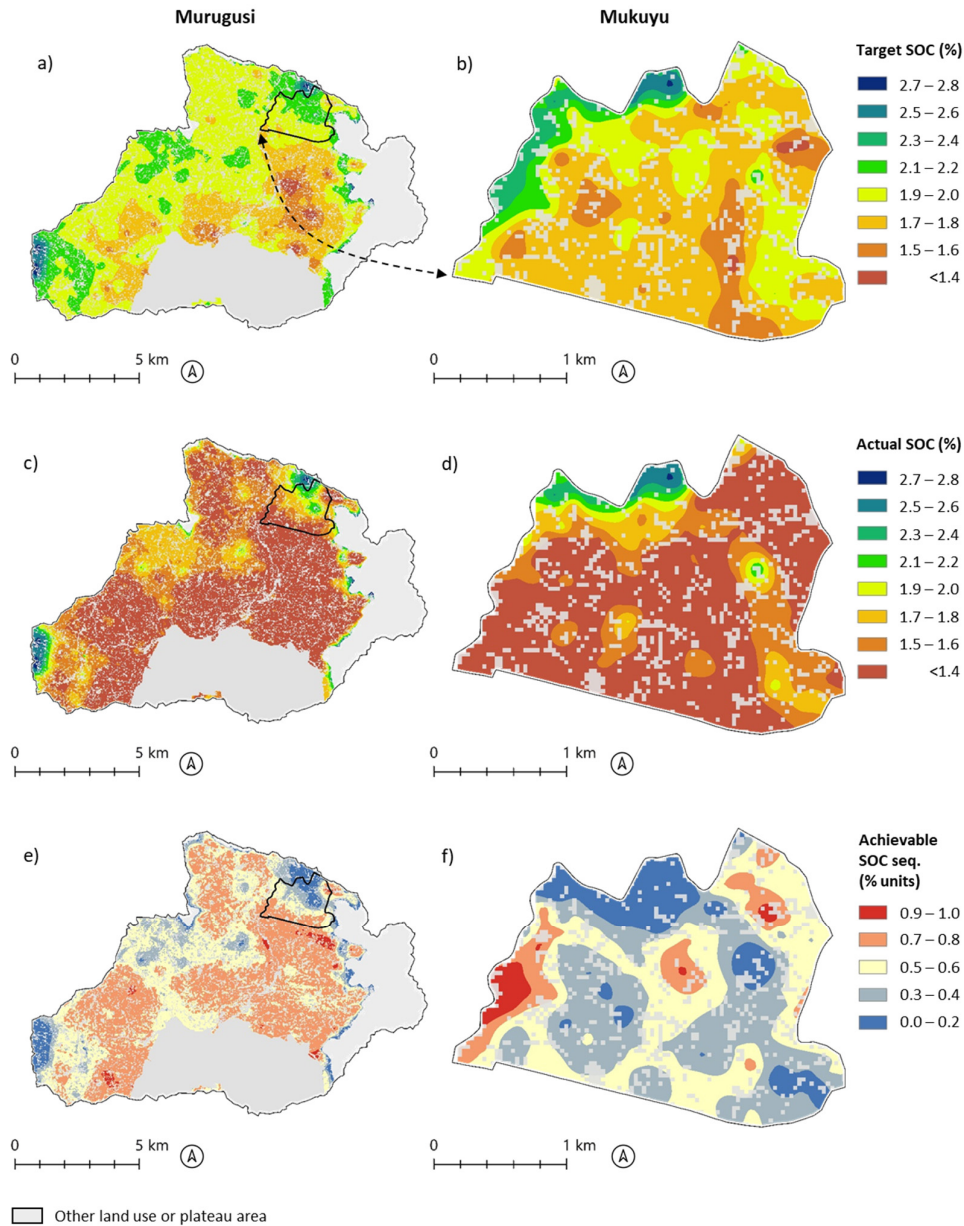 Murugusi
Mukuyu
a)
b)
Target SOC (%)
2.7 – 2.8
2.5 – 2.6
2.3 – 2.4
2.1 – 2.2
1.9 – 2.0
1.7 – 1.8
1.5 – 1.6
<1.4
0 5 km
0 1 km
c)
d)
Actual SOC (%)
2.7 – 2.8
2.5 – 2.6
2.3 – 2.4
2.1 – 2.2
1.9 – 2.0
1.7 – 1.8
1.5 – 1.6
<1.4
0 5 km
0 1 km
e)
f)
Achievable
SOC seq.
(% units)
0.9 – 1.0
0.7 – 0.8
0.5 – 0.6
0.3 – 0.4
0.0 – 0.2
0 5 km
0 1 km
Other land use or plateau area